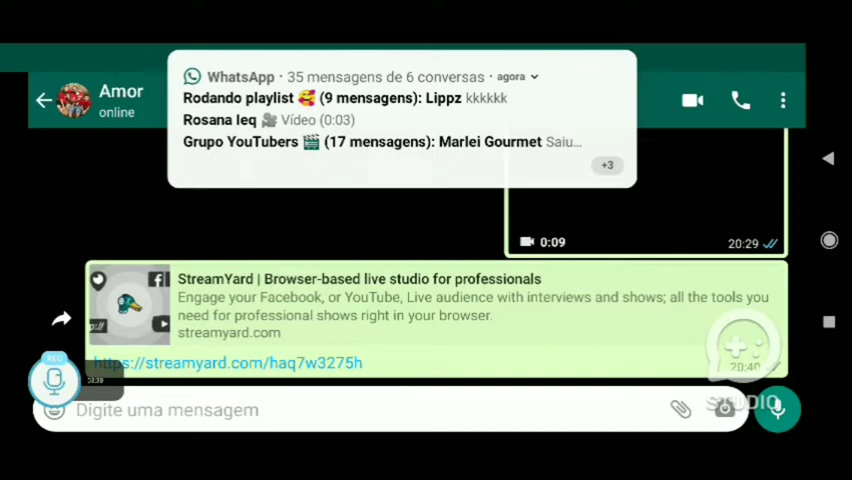 WhatsApp · 35 mensagens de 6 conversas · agora
Rodando playlist 🥰 (9 mensagens): Lippz kkkkkk
Rosana Ieq 🎥 Vídeo (0:03)
Grupo YouTubers 🎬 (17 mensagens): Marlei Gourmet Saiu…
+3
Amor
online
0:09
20:29
StreamYard | Browser-based live studio for professionals
Engage your Facebook, or YouTube, Live audience with interviews and shows; all the tools you
need for professional shows right in your browser.
streamyard.com
https://streamyard.com/haq7w3275h
20:40
REC
Digite uma mensagem
STUDIO